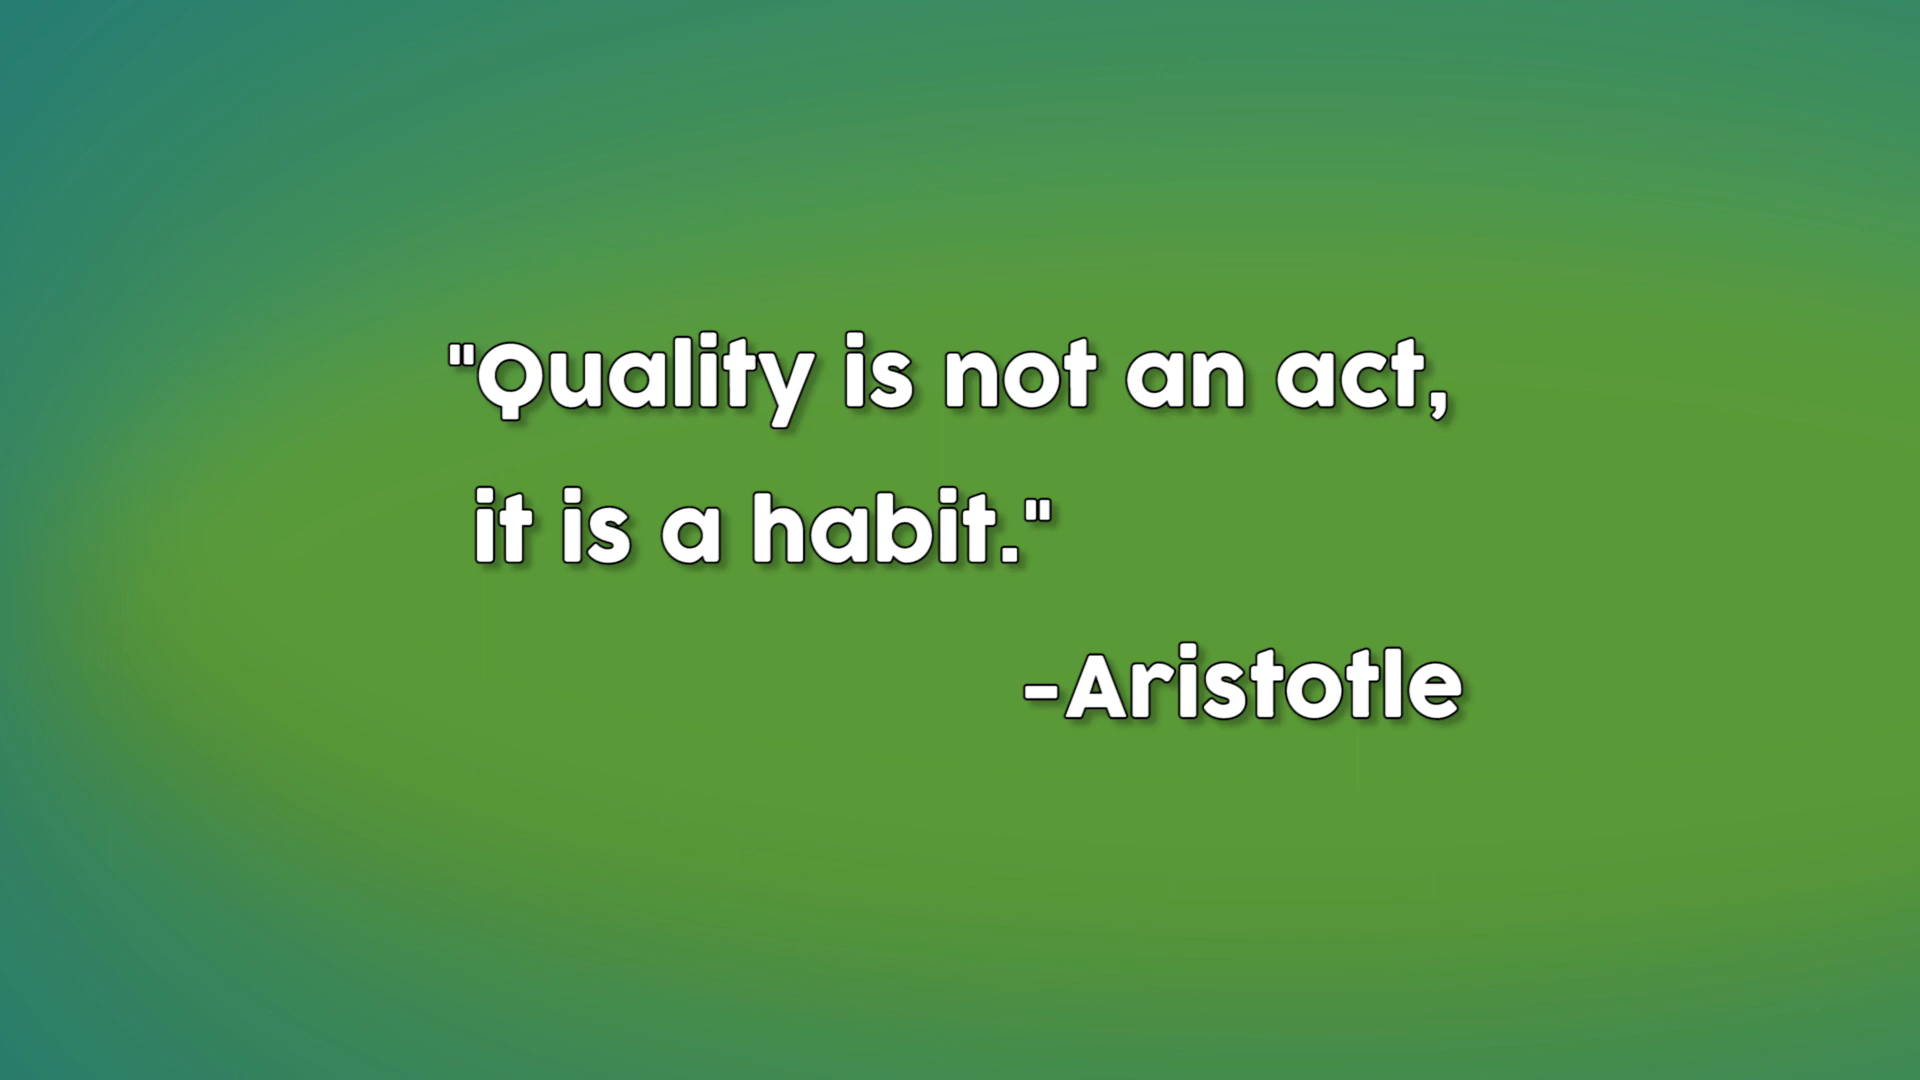 "Quality is not an act,
it is a habit."
-Aristotle